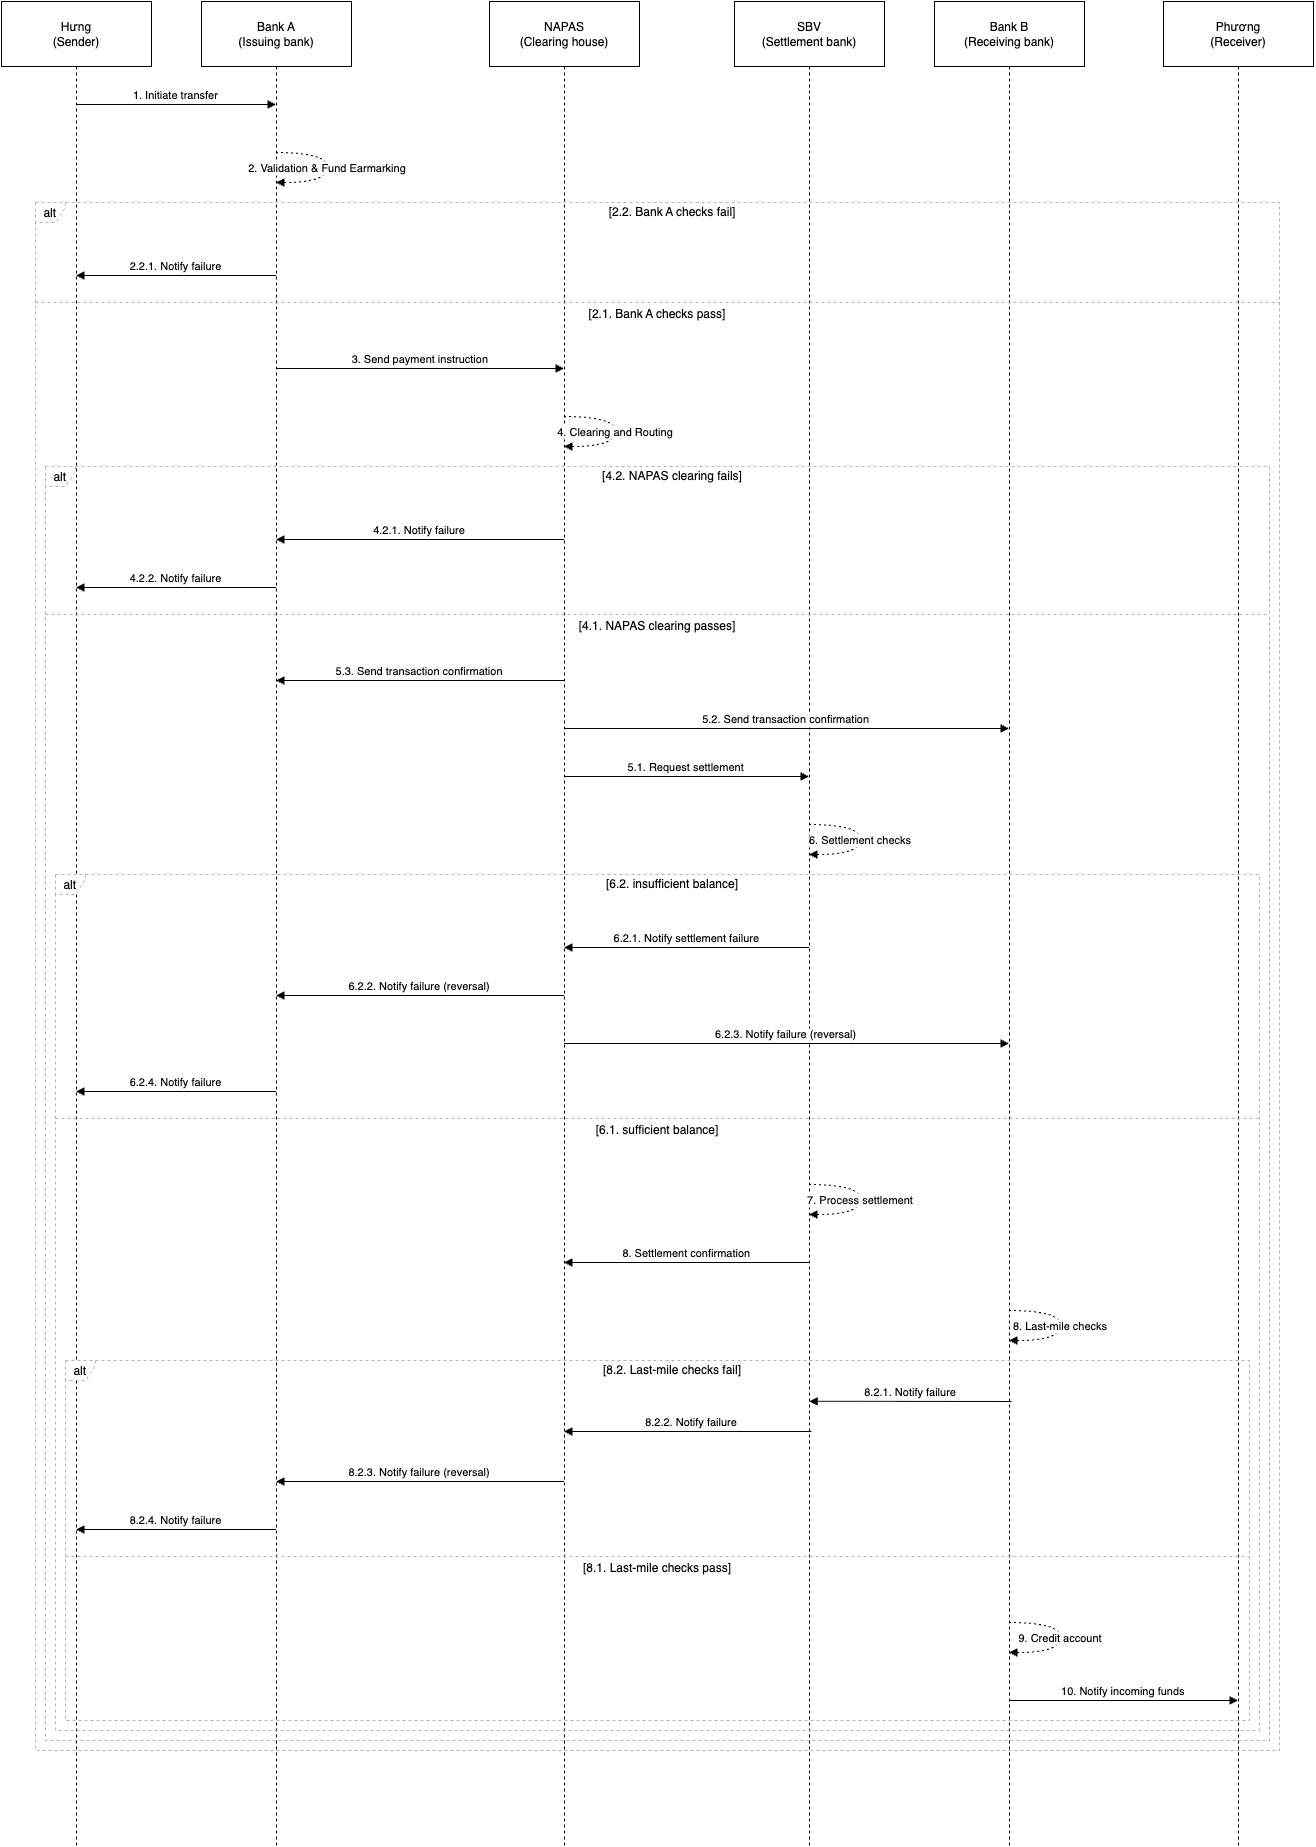 Hưng
(Sender)
Bank A
(Issuing bank)
NAPAS
(Clearing house)
SBV
(Settlement bank)
Bank B
(Receiving bank)
Phương
(Receiver)
1. Initiate transfer
2. Validation & Fund Earmarking
alt
[2.2. Bank A checks fail]
2.2.1. Notify failure
[2.1. Bank A checks pass]
3. Send payment instruction
4. Clearing and Routing
alt
[4.2. NAPAS clearing fails]
4.2.1. Notify failure
4.2.2. Notify failure
[4.1. NAPAS clearing passes]
5.3. Send transaction confirmation
5.2. Send transaction confirmation
5.1. Request settlement
6. Settlement checks
alt
[6.2. insufficient balance]
6.2.1. Notify settlement failure
6.2.2. Notify failure (reversal)
6.2.3. Notify failure (reversal)
6.2.4. Notify failure
[6.1. sufficient balance]
7. Process settlement
8. Settlement confirmation
8. Last-mile checks
alt
[8.2. Last-mile checks fail]
8.2.1. Notify failure
8.2.2. Notify failure
8.2.3. Notify failure (reversal)
8.2.4. Notify failure
[8.1. Last-mile checks pass]
9. Credit account
10. Notify incoming funds